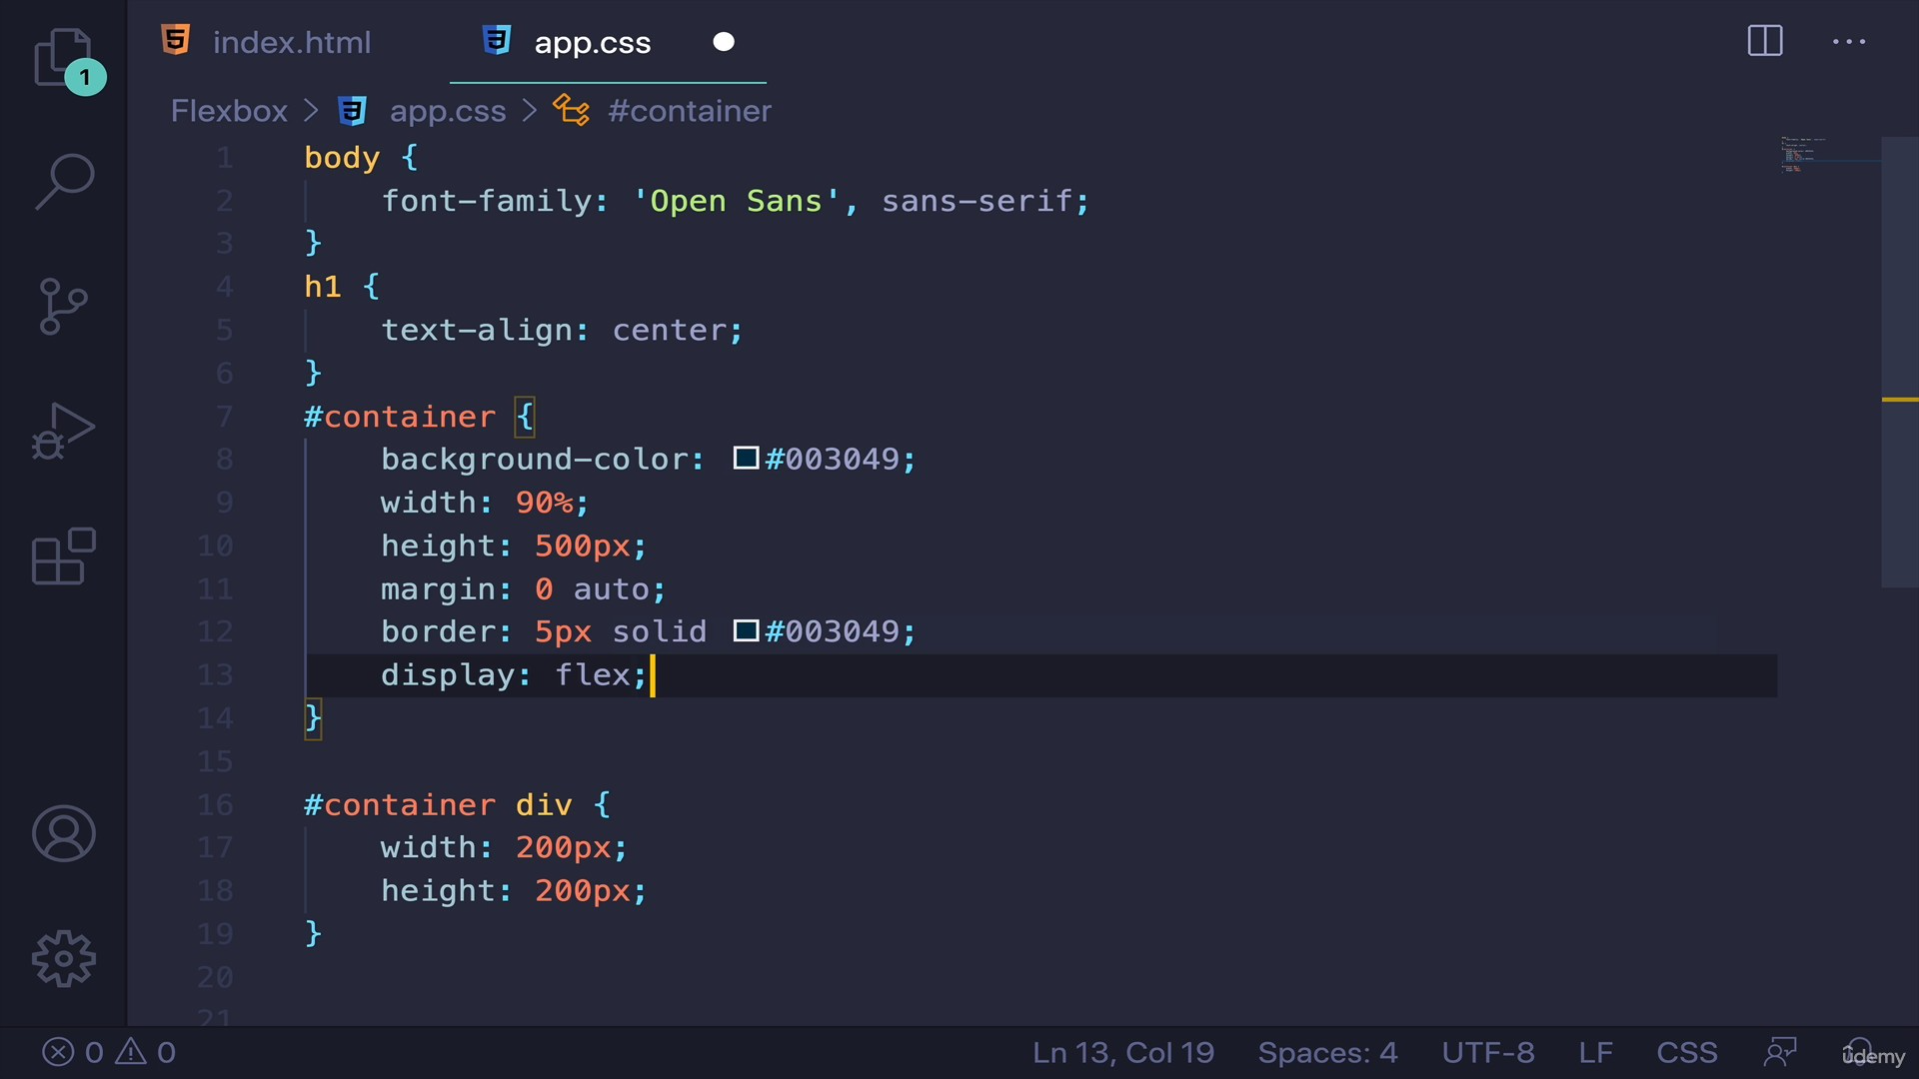 index.html
app.css
1
Flexbox > app.css > #container
1 body {
2 font-family: 'Open Sans', sans-serif;
3 }
4 h1 {
5 text-align: center;
6 }
7 #container {
8 background-color: #003049;
9 width: 90%;
10 height: 500px;
11 margin: 0 auto;
12 border: 5px solid #003049;
13 display: flex;
14 }
15
16 #container div {
17 width: 200px;
18 height: 200px;
19 }
20
21
0 0 Ln 13, Col 19 Spaces: 4 UTF-8 LF CSS
ûdemy